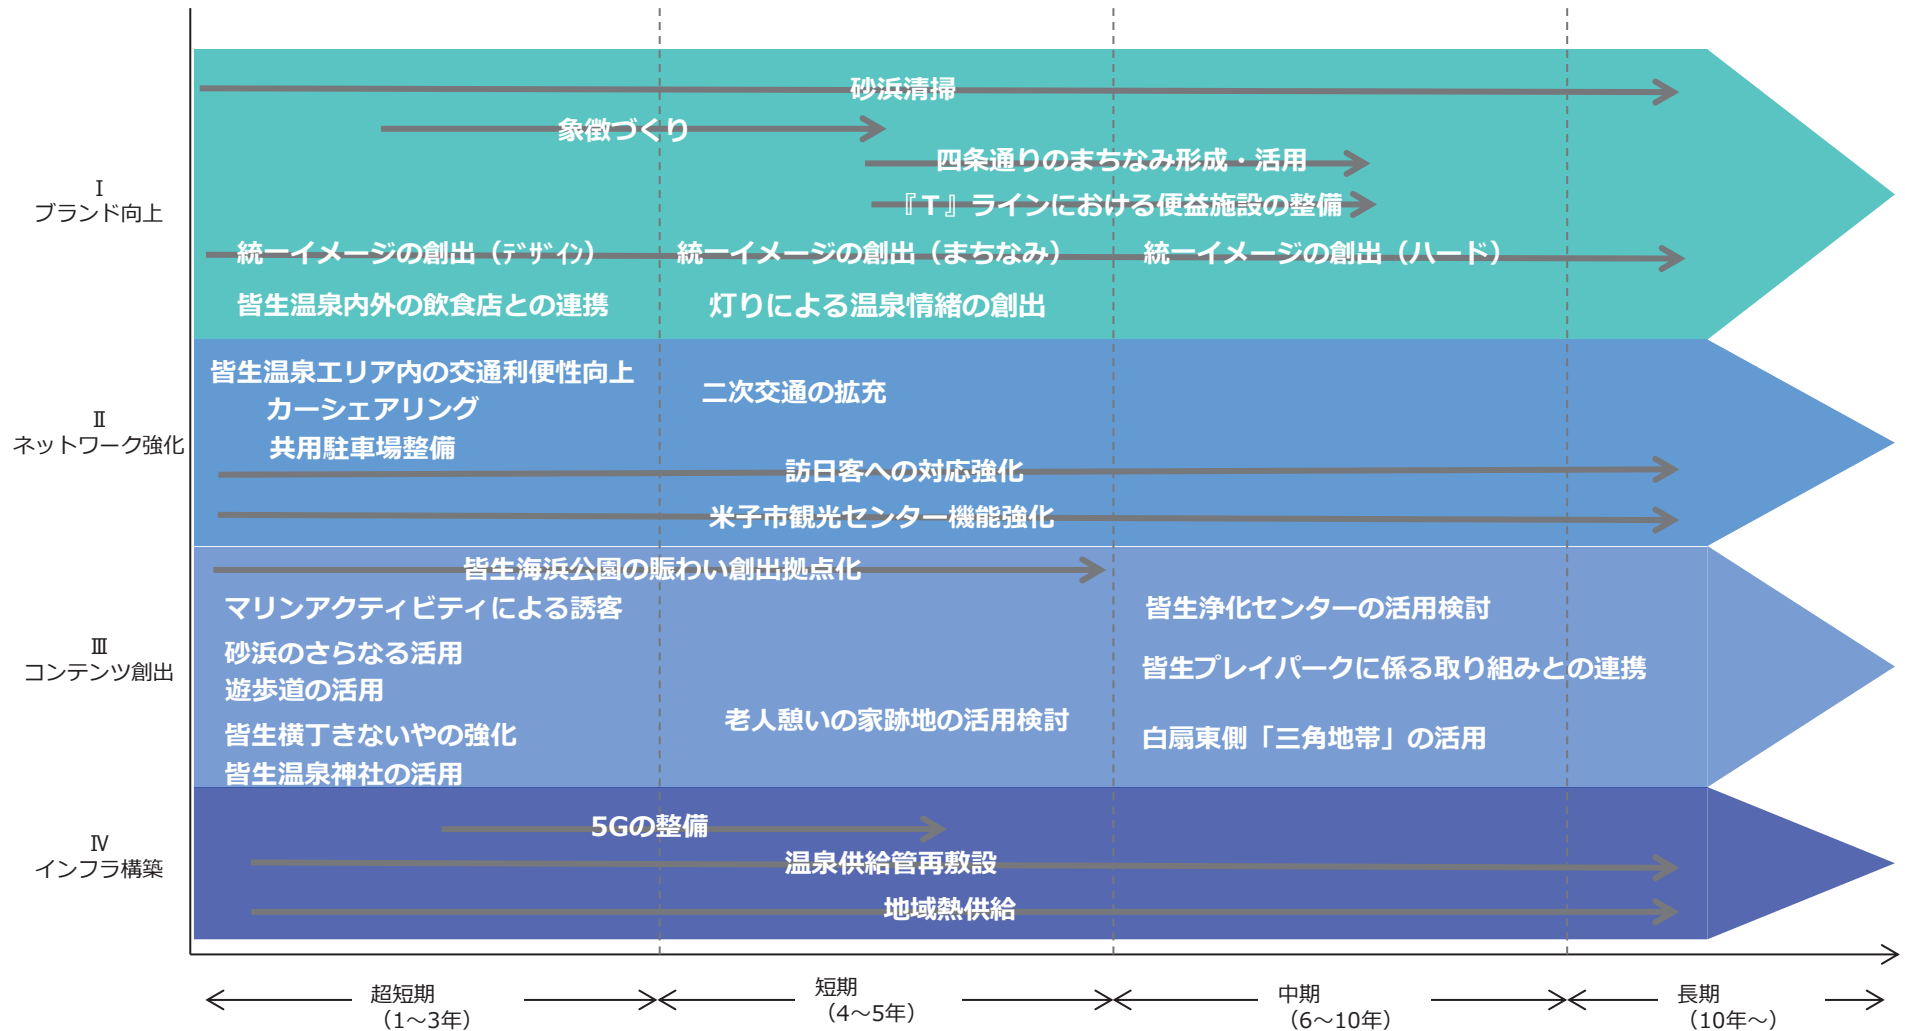 Ⅰ
ブランド向上
砂浜清掃
象徴づくり
四条通りのまちなみ形成・活用
『T』ラインにおける便益施設の整備
統一イメージの創出（ﾃﾞｻﾞｲﾝ）
統一イメージの創出（まちなみ）
統一イメージの創出（ハード）
皆生温泉内外の飲食店との連携
灯りによる温泉情緒の創出
Ⅱ
ネットワーク強化
皆生温泉エリア内の交通利便性向上
カーシェアリング
共用駐車場整備
二次交通の拡充
訪日客への対応強化
米子市観光センター機能強化
Ⅲ
コンテンツ創出
皆生海浜公園の賑わい創出拠点化
マリンアクティビティによる誘客
砂浜のさらなる活用
遊歩道の活用
皆生横丁きないやの強化
皆生温泉神社の活用
老人憩いの家跡地の活用検討
皆生浄化センターの活用検討
皆生プレイパークに係る取り組みとの連携
白扇東側「三角地帯」の活用
Ⅳ
インフラ構築
5Gの整備
温泉供給管再敷設
地域熱供給
超短期
（1～3年）
短期
（4～5年）
中期
（6～10年）
長期
（10年～）